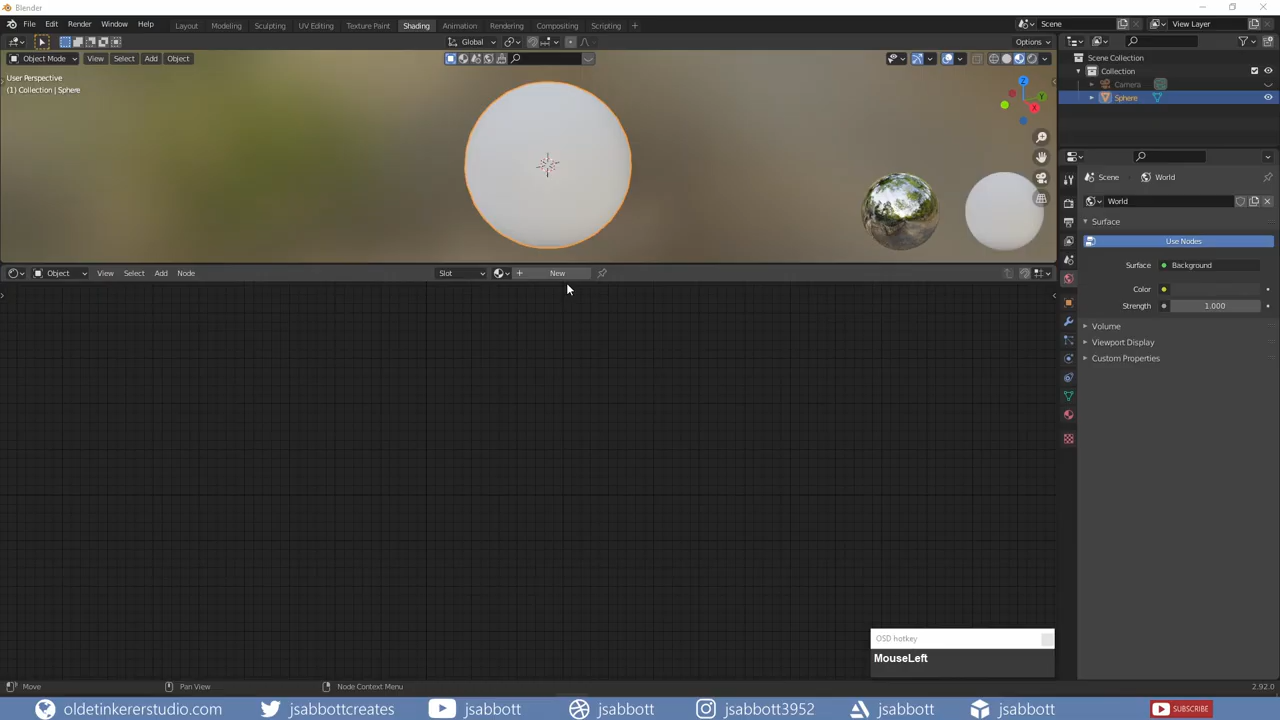 Blender
File Edit Render Window Help Layout Modeling Sculpting UV Editing Texture Paint Shading Animation Rendering Compositing Scripting + Scene View Layer
Global Options
Object Mode View Select Add Object
User Perspective
(1) Collection | Sphere
Z
Y
X
Scene Collection
Collection
Camera
Sphere
Scene World
World
Surface
Use Nodes
Surface Background
Color
Strength 1.000
Volume
Viewport Display
Custom Properties
Object View Select Add Node Slot + New
OSD hotkey
MouseLeft
Move Pan View Node Context Menu 2.92.0
oldetinkererstudio.com jsabbottcreates jsabbott jsabbott jsabbott3952 jsabbott jsabbott SUBSCRIBE